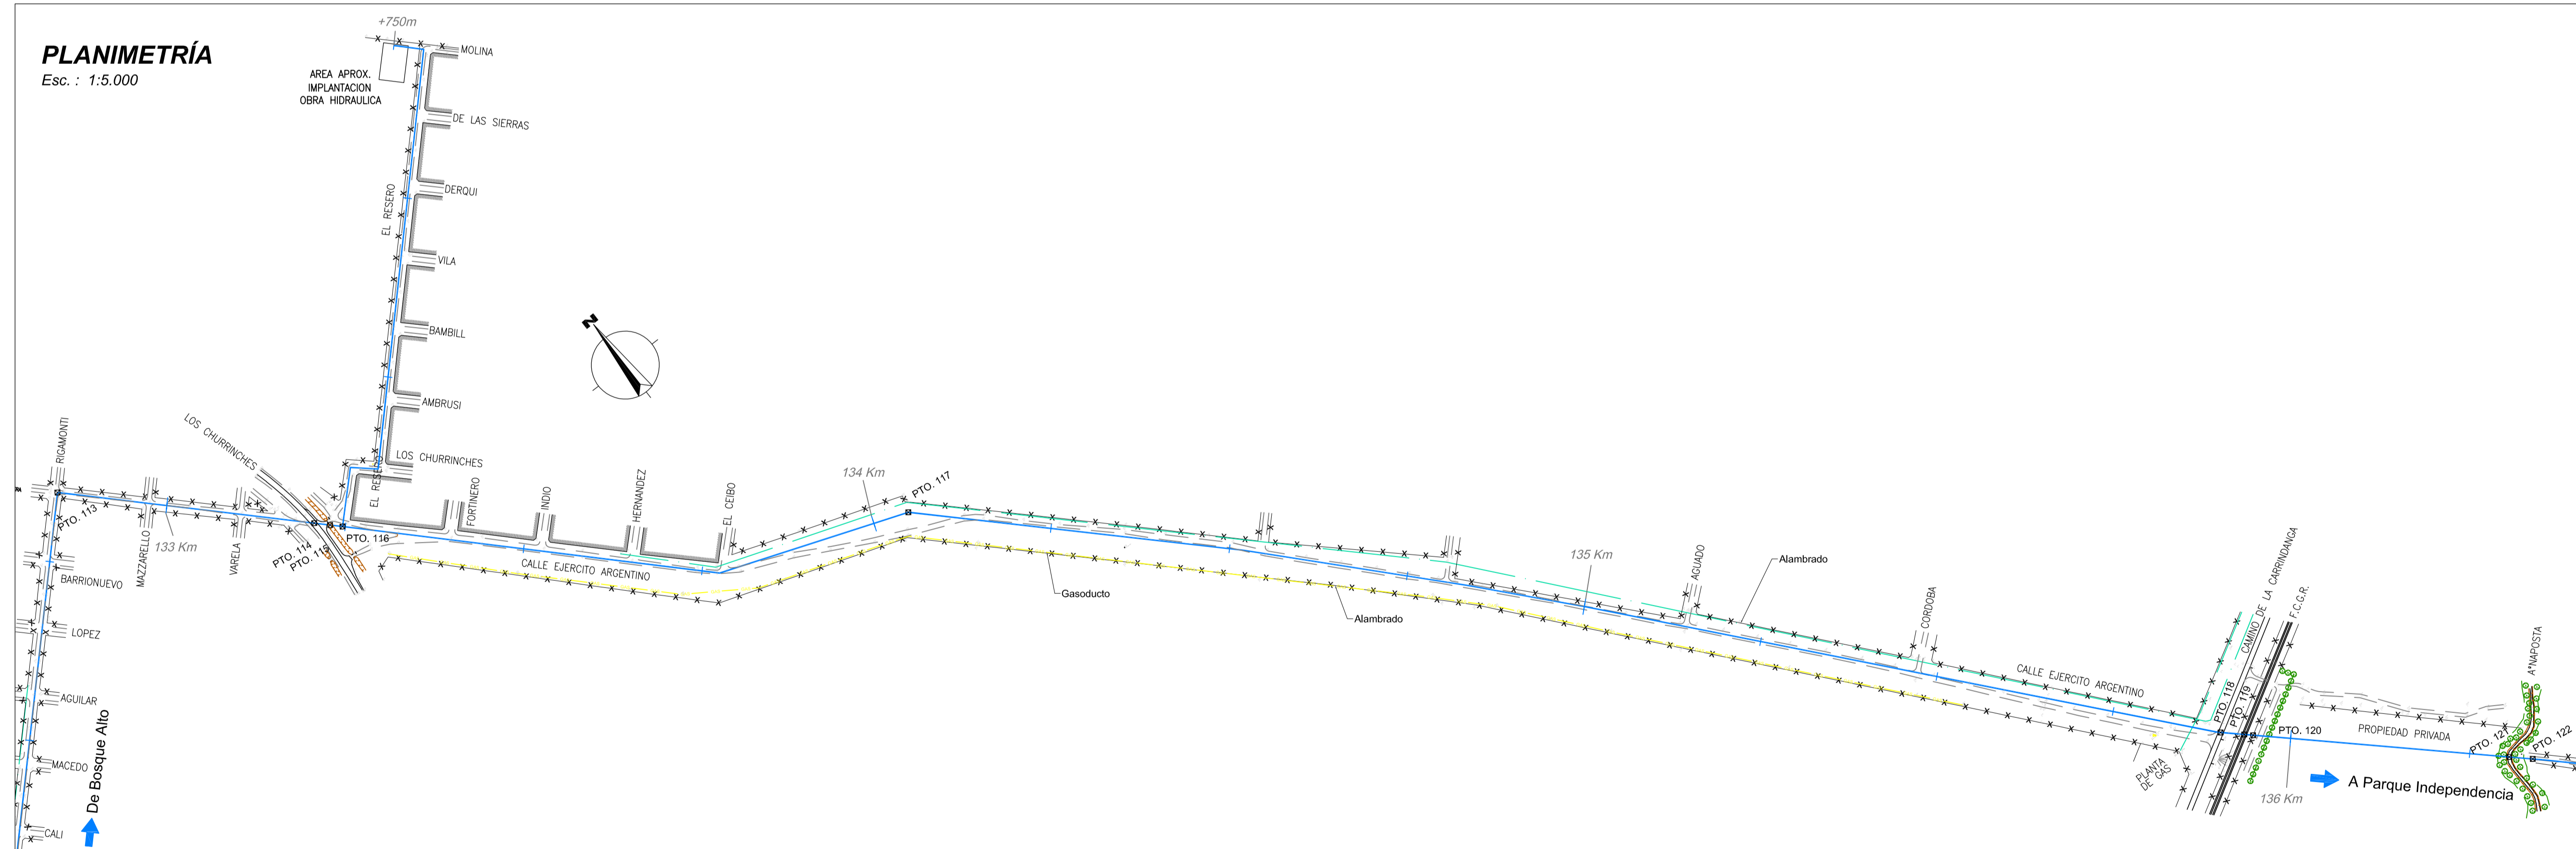 PLANIMETRÍA
Esc. : 1:5.000
+750m
MOLINA
AREA APROX.
IMPLANTACION
OBRA HIDRAULICA
DE LAS SIERRAS
DERQUI
EL RESERO
VILA
BAMBILL
AMBRUSI
LOS CHURRINCHES
EL RESERO
N
RIGAMONTI
LOS CHURRINCHES
PTO. 113
133 Km
MAZZARELLO
VARELA
PTO. 114
PTO. 115
PTO. 116
FORTINERO
INDIO
HERNANDEZ
EL CEIBO
CALLE EJERCITO ARGENTINO
134 Km
PTO. 117
Gasoducto
Alambrado
135 Km
AGUADO
Alambrado
CORDOBA
CALLE EJERCITO ARGENTINO
CAMINO DE LA CARRINDANGA
F.C.G.R.
PTO. 118
PTO. 119
PTO. 120
PLANTA
DE GAS
136 Km
PROPIEDAD PRIVADA
PTO. 121
A°NAPOSTA
PTO. 122
A Parque Independencia
BARRIONUEVO
LOPEZ
AGUILAR
MACEDO
CALI
De Bosque Alto